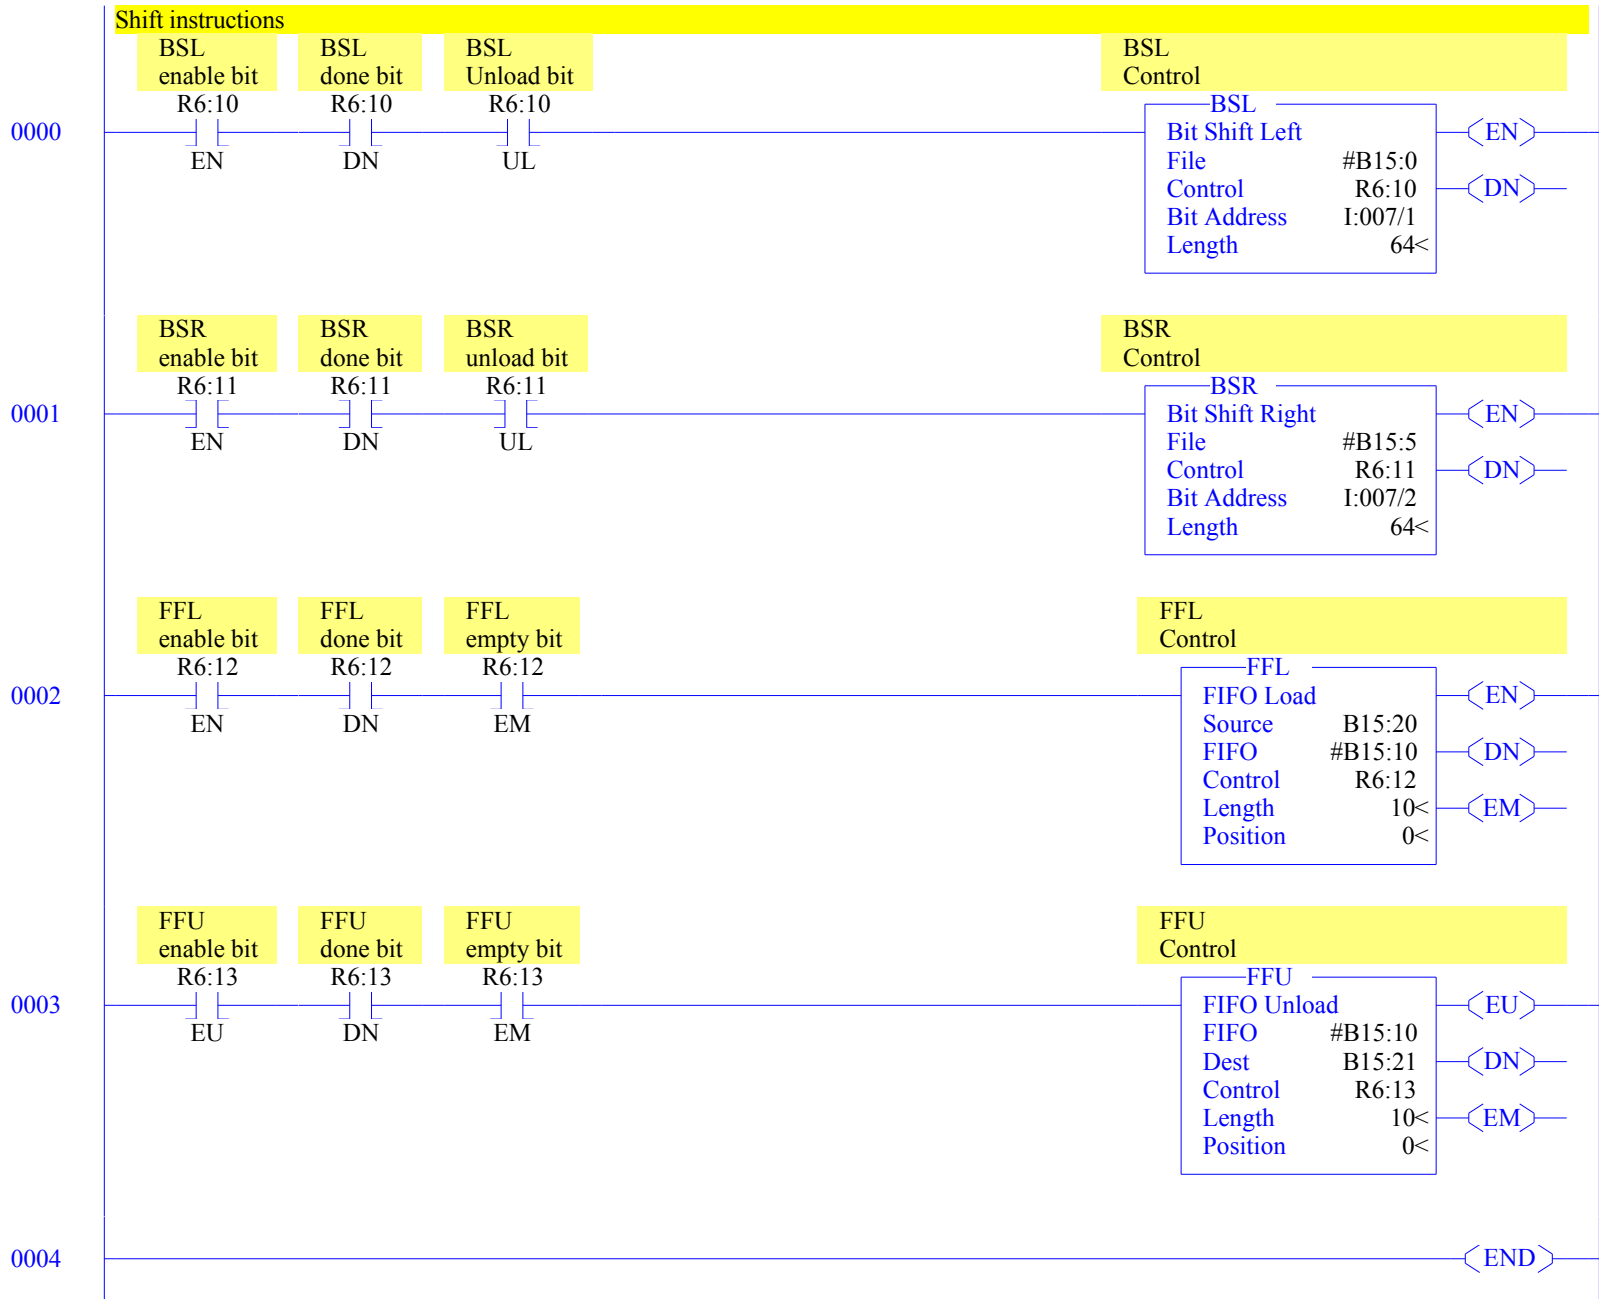 Shift instructions
BSL BSL BSL BSL
enable bit done bit Unload bit Control
R6:10 R6:10 R6:10 BSL
0000 Bit Shift Left EN
EN DN UL File #B15:0
Control R6:10 DN
Bit Address I:007/1
Length 64<
BSR BSR BSR BSR
enable bit done bit unload bit Control
R6:11 R6:11 R6:11 BSR
0001 Bit Shift Right EN
EN DN UL File #B15:5
Control R6:11 DN
Bit Address I:007/2
Length 64<
FFL FFL FFL FFL
enable bit done bit empty bit Control
R6:12 R6:12 R6:12 FFL
0002 FIFO Load EN
EN DN EM Source B15:20
FIFO #B15:10 DN
Control R6:12
Length 10< EM
Position 0<
FFU FFU FFU FFU
enable bit done bit empty bit Control
R6:13 R6:13 R6:13 FFU
0003 FIFO Unload EU
EU DN EM FIFO #B15:10
Dest B15:21 DN
Control R6:13
Length 10< EM
Position 0<
0004 END